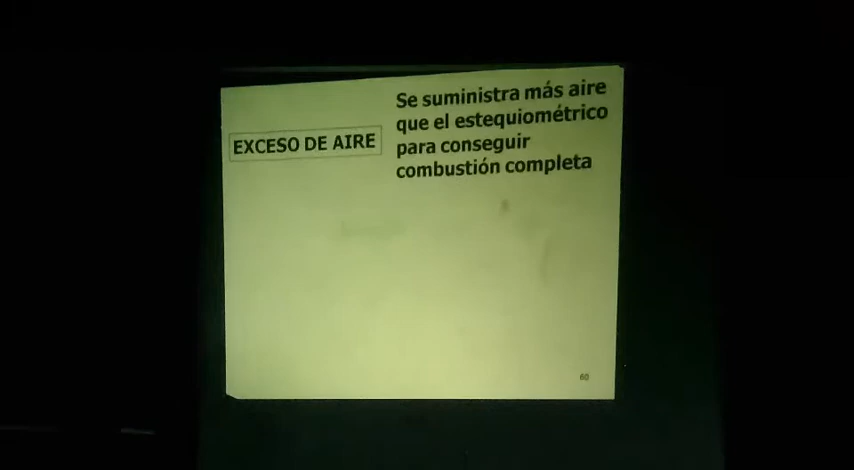 EXCESO DE AIRE
Se suministra más aire
que el estequiométrico
para conseguir
combustión completa
60